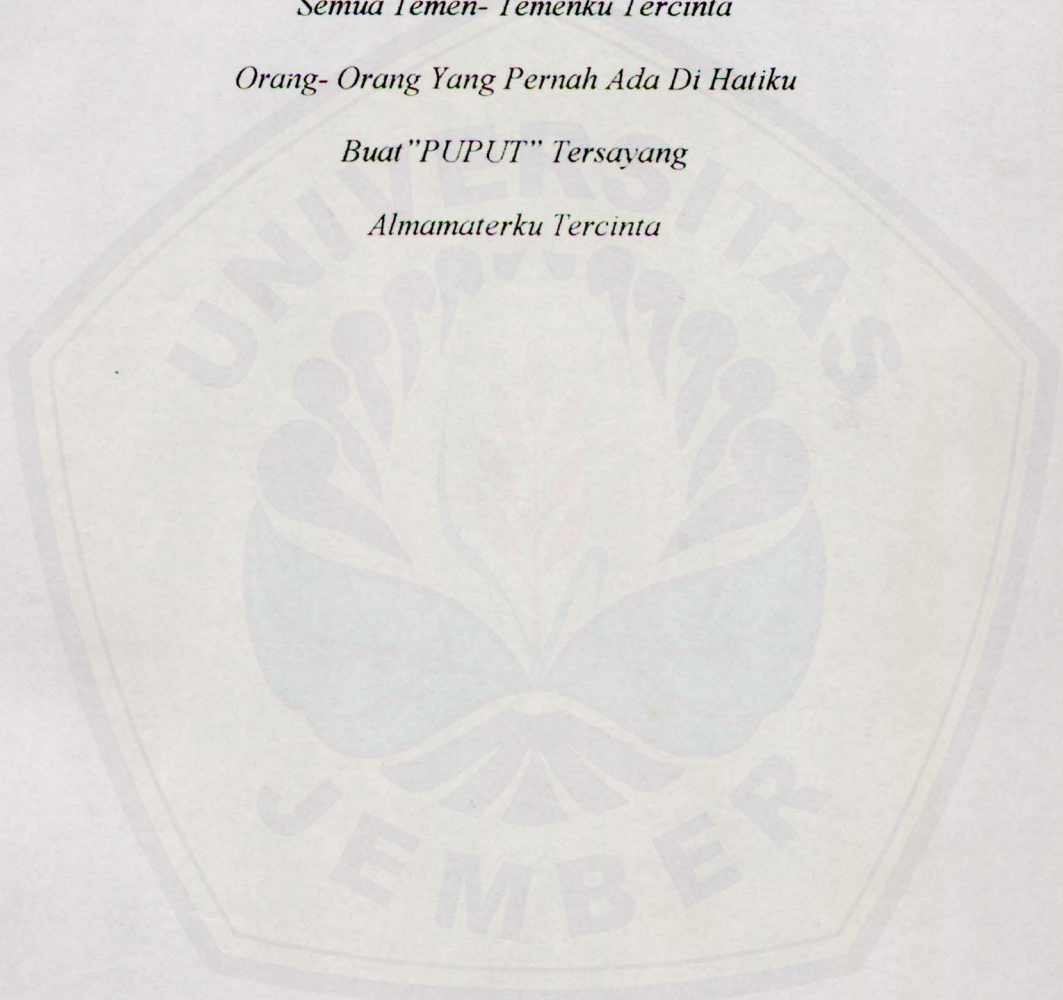 Semua Temen- Temenku Tercinta
Orang- Orang Yang Pernah Ada Di Hatiku
Buat "PUPUT" Tersayang
Almamaterku Tercinta
UNIVERSITAS
JEMBER